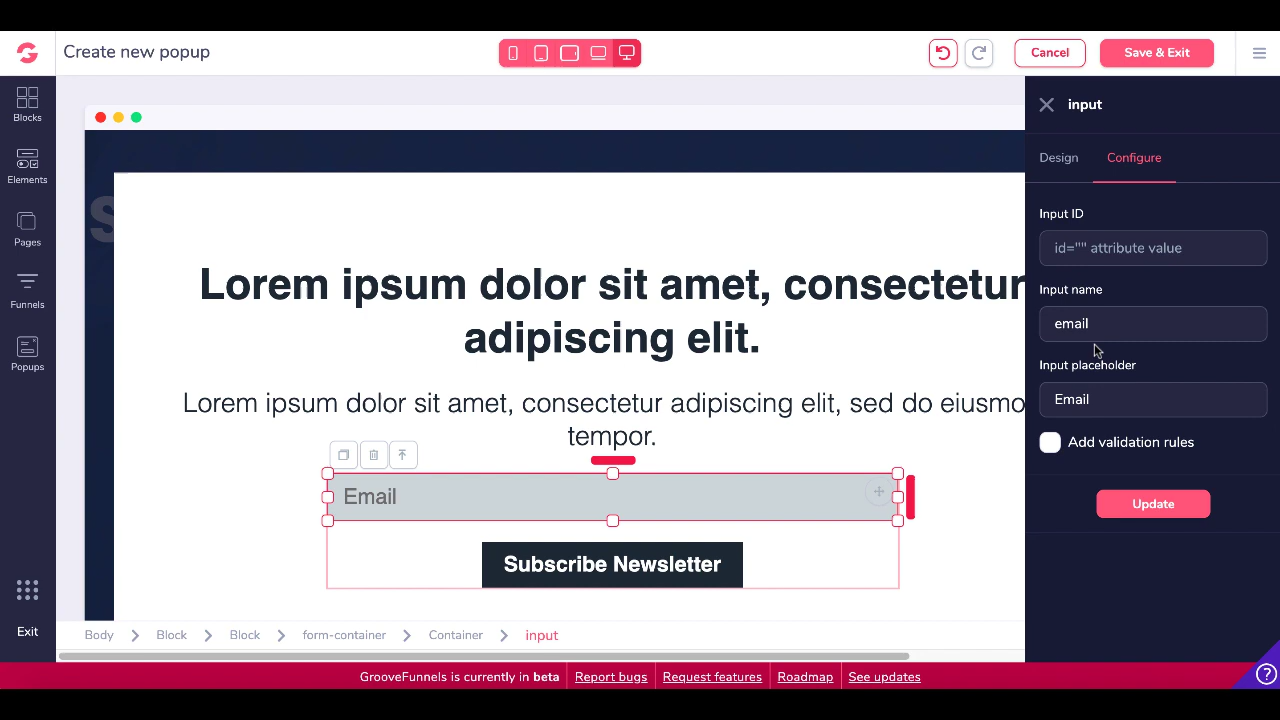 Create new popup
Cancel
Save & Exit
Blocks
Elements
Pages
Funnels
Popups
Exit
S
Lorem ipsum dolor sit amet, consectetur
adipiscing elit.
Lorem ipsum dolor sit amet, consectetur adipiscing elit, sed do eiusmo
tempor.
Email
Subscribe Newsletter
Body Block Block form-container Container input
input
Design Configure
Input ID
id="" attribute value
Input name
email
Input placeholder
Email
Add validation rules
Update
GrooveFunnels is currently in beta Report bugs Request features Roadmap See updates
?